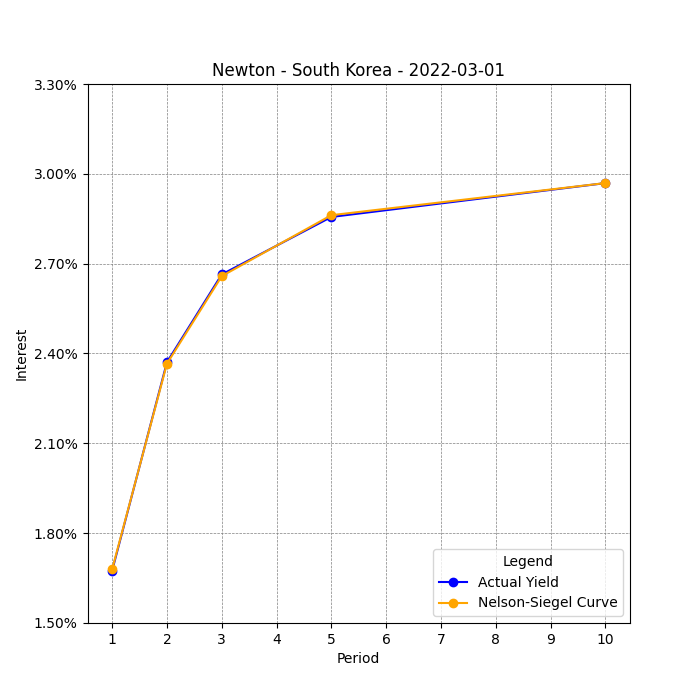 Newton - South Korea - 2022-03-01
3.30%
3.00%
2.70%
2.40%
2.10%
1.80%
1.50%
Interest
1 2 3 4 5 6 7 8 9 10
Period
Legend
Actual Yield
Nelson-Siegel Curve